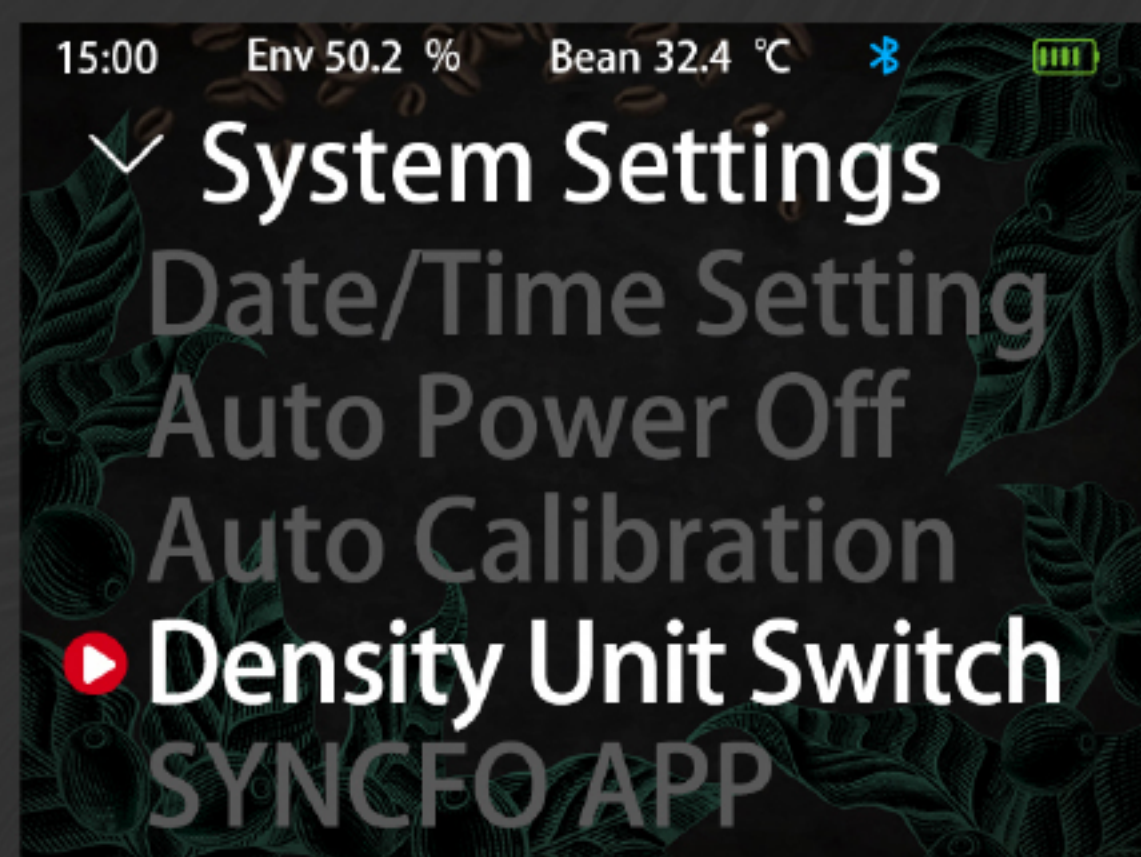 15:00 Env 50.2 % Bean 32.4 ℃
System Settings
Date/Time Setting
Auto Power Off
Auto Calibration
Density Unit Switch
SYNCFO APP